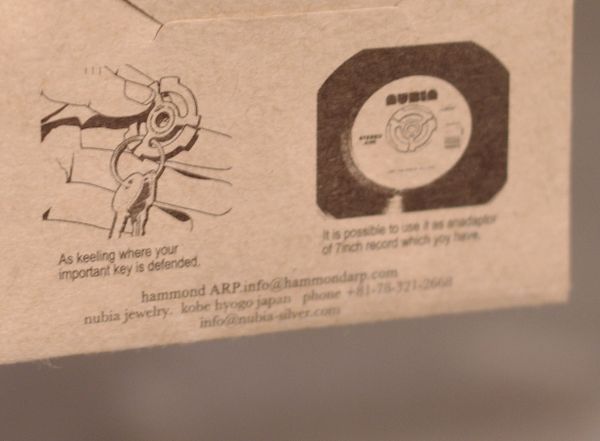 NUBIA
STEREO
As keeling where your
important key is defended.
It is possible to use it as anadaptor
of 7inch record which yoy have.
hammond ARP.info@hammondarp.com
nubia jewelry. kobe hyogo japan phone +81-78-321-2668
info@nubia-silver.com